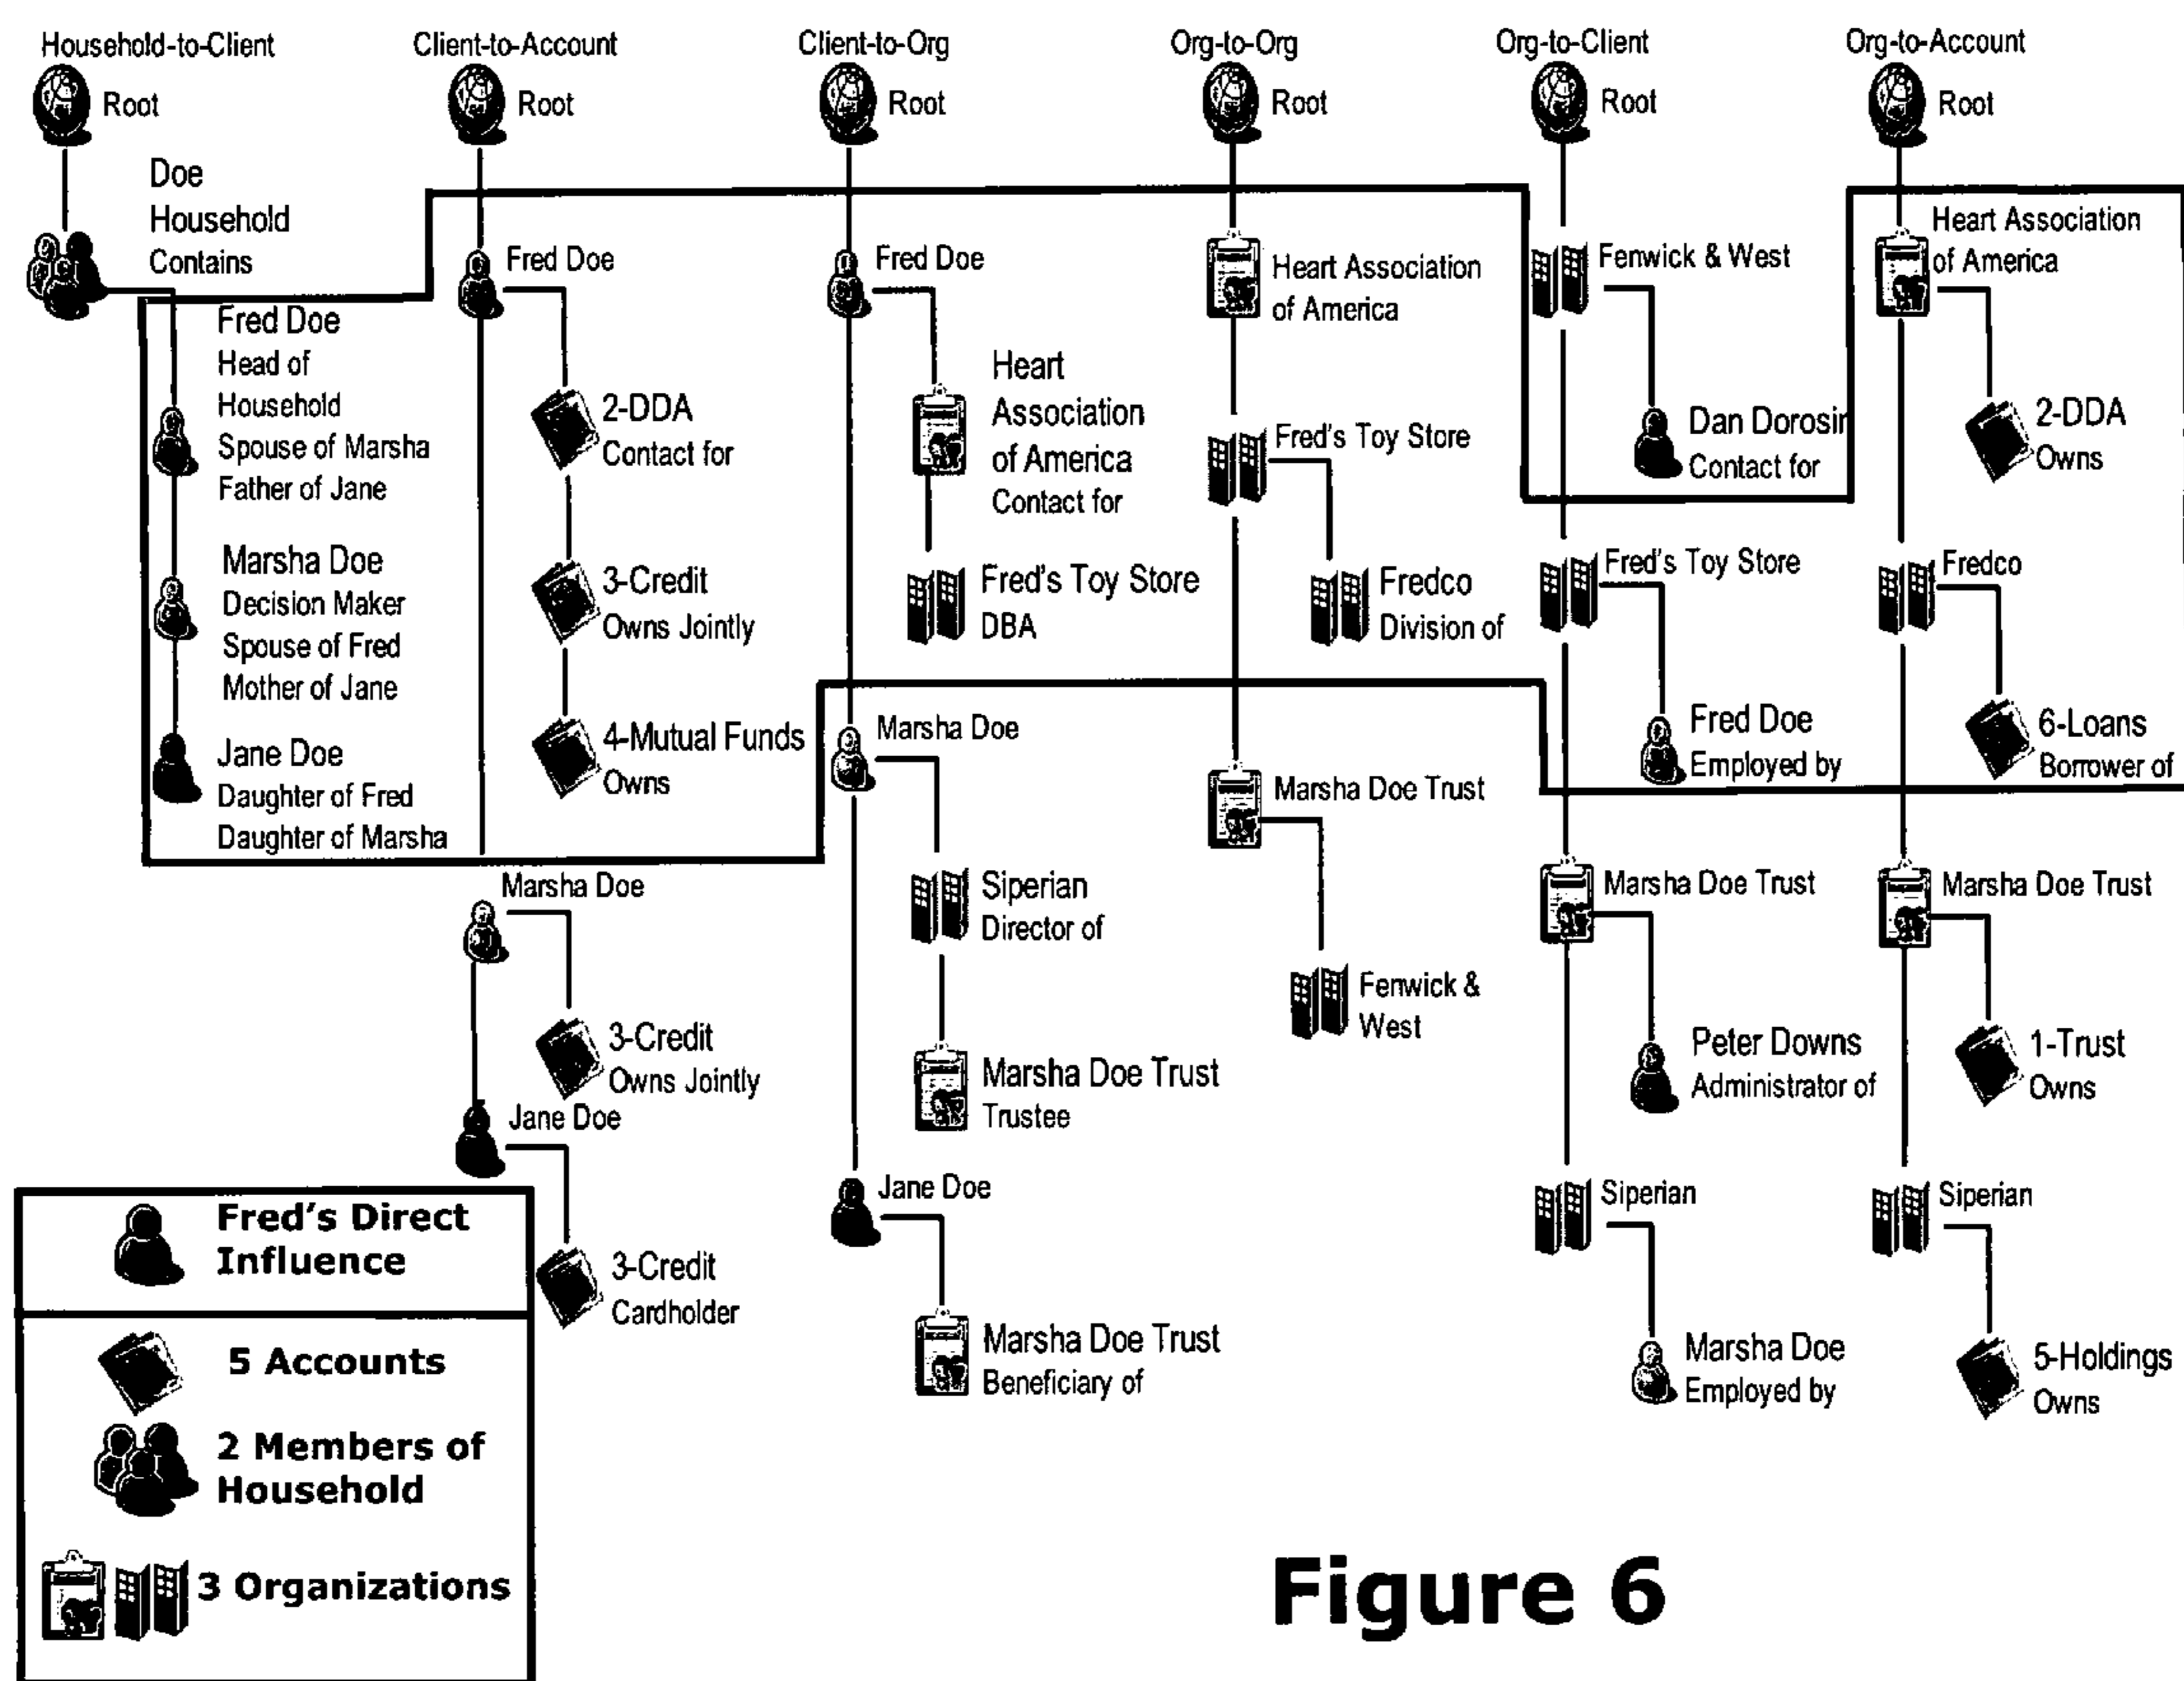 Household-to-Client
Root
Doe
Household
Contains
Fred Doe
Head of
Household
Spouse of Marsha
Father of Jane
Marsha Doe
Decision Maker
Spouse of Fred
Mother of Jane
Jane Doe
Daughter of Fred
Daughter of Marsha
Client-to-Account
Root
Fred Doe
2-DDA
Contact for
3-Credit
Owns Jointly
4-Mutual Funds
Owns
Marsha Doe
3-Credit
Owns Jointly
Jane Doe
3-Credit
Cardholder
Client-to-Org
Root
Fred Doe
Heart
Association
of America
Contact for
Fred's Toy Store
DBA
Marsha Doe
Siperian
Director of
Marsha Doe Trust
Trustee
Jane Doe
Marsha Doe Trust
Beneficiary of
Org-to-Org
Root
Heart Association
of America
Fred's Toy Store
Fredco
Division of
Marsha Doe Trust
Fenwick &
West
Org-to-Client
Root
Fenwick & West
Dan Dorosin
Contact for
Fred's Toy Store
Fred Doe
Employed by
Marsha Doe Trust
Peter Downs
Administrator of
Siperian
Marsha Doe
Employed by
Org-to-Account
Root
Heart Association
of America
2-DDA
Owns
Fredco
6-Loans
Borrower of
Marsha Doe Trust
1-Trust
Owns
Siperian
5-Holdings
Owns
Fred's Direct
Influence
5 Accounts
2 Members of
Household
3 Organizations
Figure 6